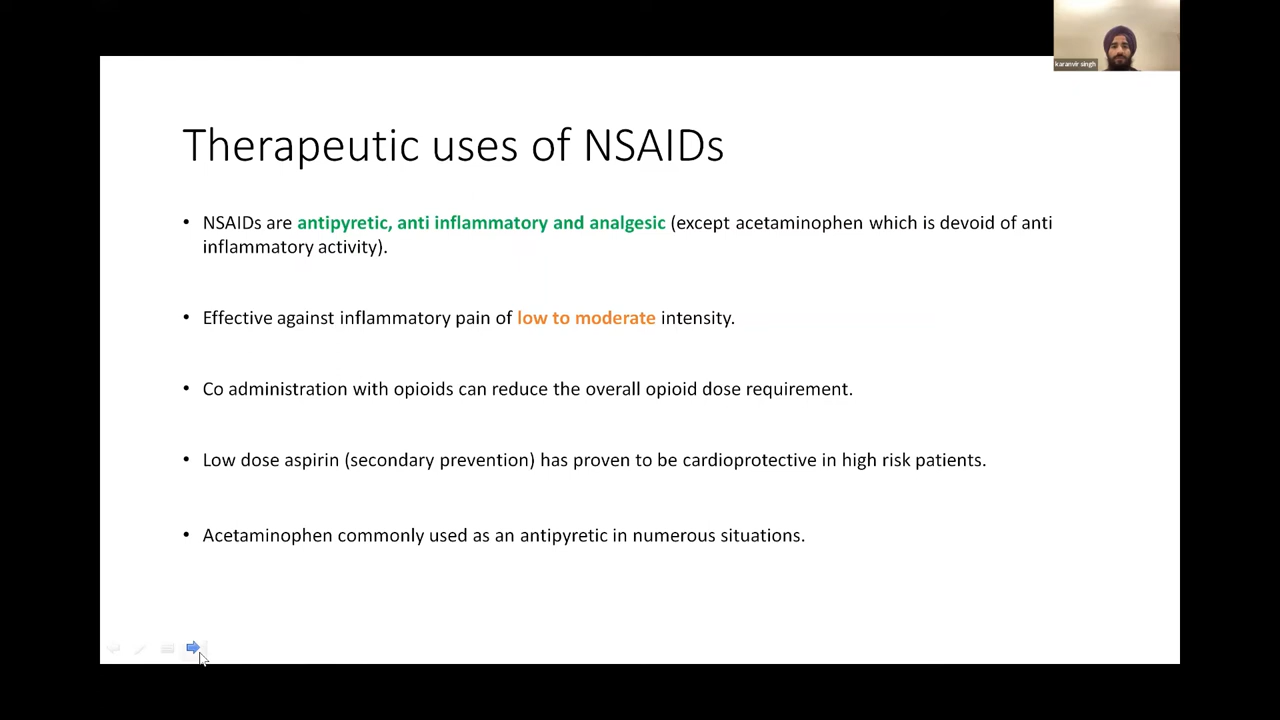 karanvir singh
Therapeutic uses of NSAIDs
• NSAIDs are antipyretic, anti inflammatory and analgesic (except acetaminophen which is devoid of anti
inflammatory activity).
• Effective against inflammatory pain of low to moderate intensity.
• Co administration with opioids can reduce the overall opioid dose requirement.
• Low dose aspirin (secondary prevention) has proven to be cardioprotective in high risk patients.
• Acetaminophen commonly used as an antipyretic in numerous situations.